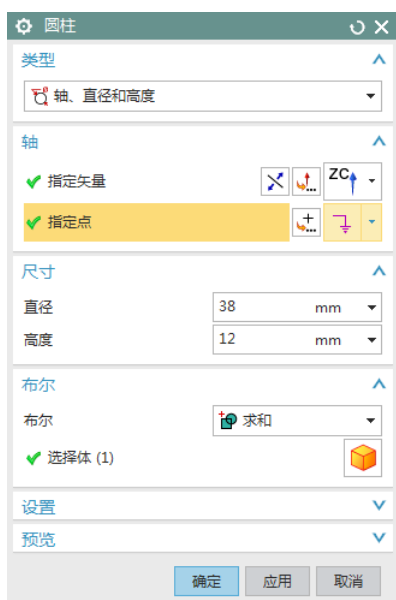 圆柱
类型
轴、直径和高度
轴
指定矢量 ZC
指定点
尺寸
直径 38 mm
高度 12 mm
布尔
布尔 求和
选择体 (1)
设置
预览
确定 应用 取消